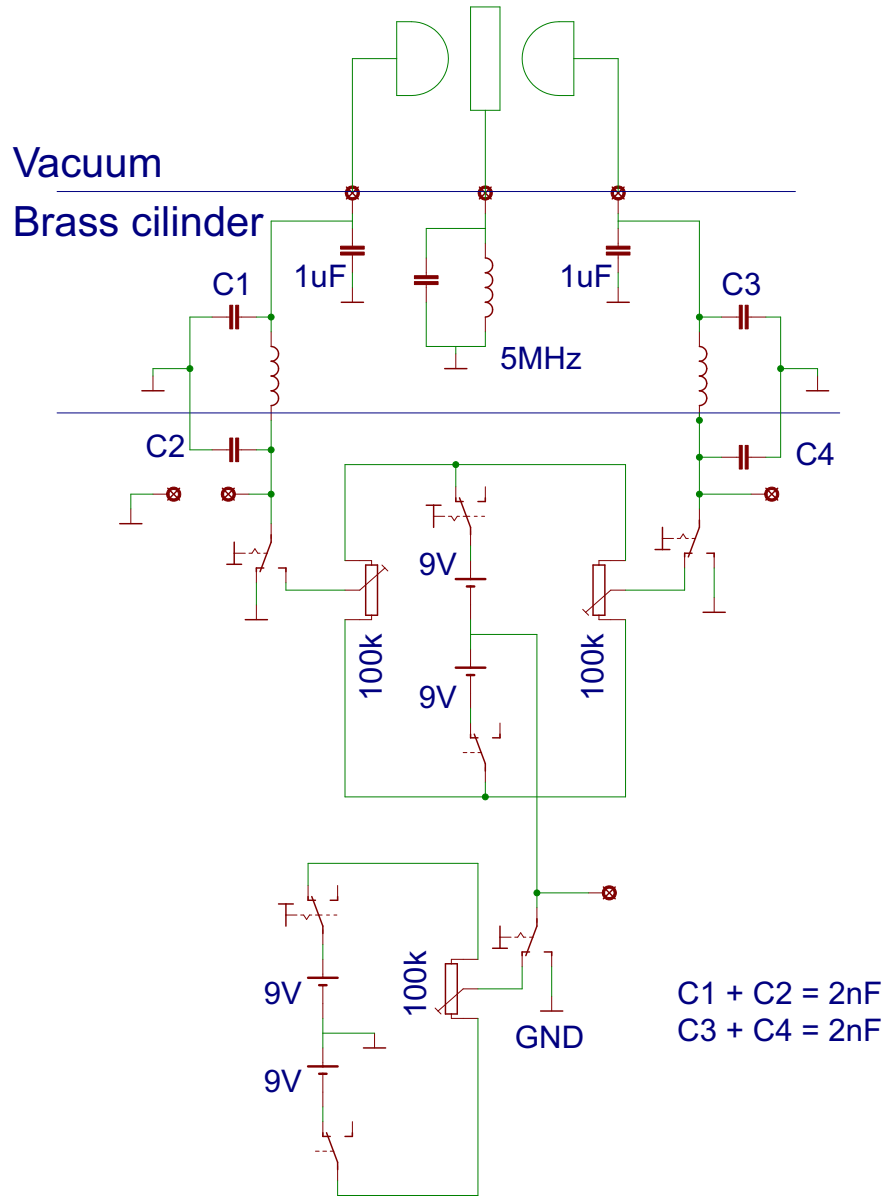 Vacuum
Brass cilinder
1uF
1uF
C1
C3
5MHz
C2
C4
9V
100k
100k
9V
100k
9V
GND
9V
C1 + C2 = 2nF
C3 + C4 = 2nF